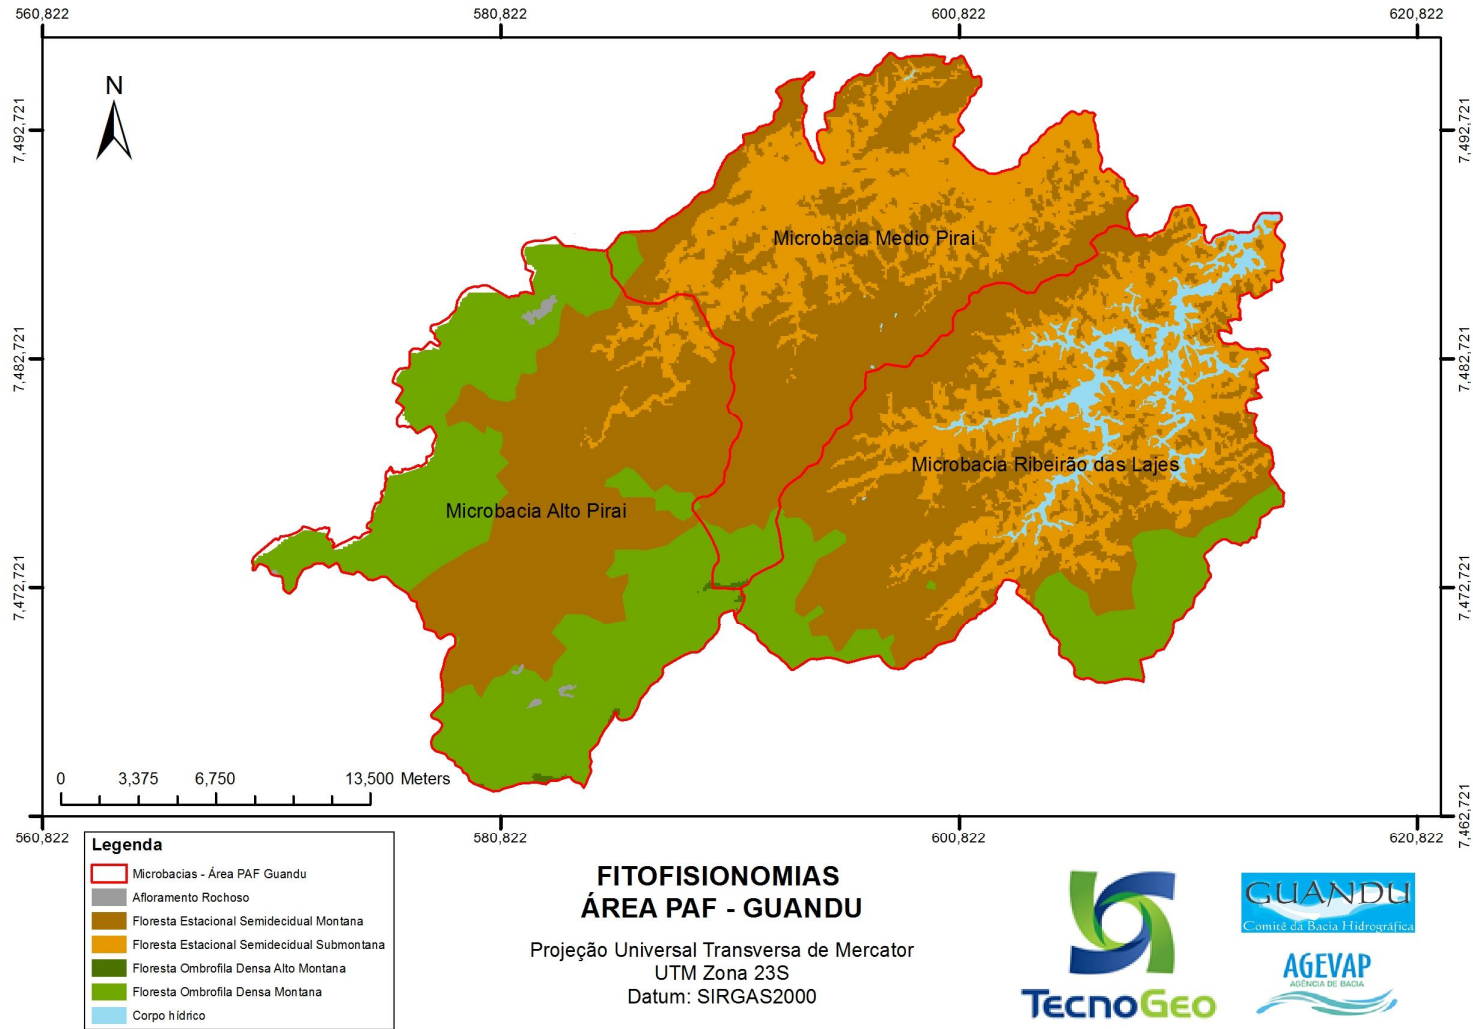 560,822 580,822 600,822 620,822
N
7,492,721 7,492,721
7,482,721 7,482,721
7,472,721 7,472,721
7,462,721
Microbacia Medio Pirai
Microbacia Ribeirão das Lajes
Microbacia Alto Pirai
0 3,375 6,750 13,500 Meters
560,822 580,822 600,822 620,822
Legenda
Microbacias - Área PAF Guandu
Afloramento Rochoso
Floresta Estacional Semidecidual Montana
Floresta Estacional Semidecidual Submontana
Floresta Ombrofila Densa Alto Montana
Floresta Ombrofila Densa Montana
Corpo hídrico
FITOFISIONOMIAS
ÁREA PAF - GUANDU
Projeção Universal Transversa de Mercator
UTM Zona 23S
Datum: SIRGAS2000
TECNOGEO
GUANDU
Comitê da Bacia Hidrográfica
AGEVAP
AGÊNCIA DE BACIA